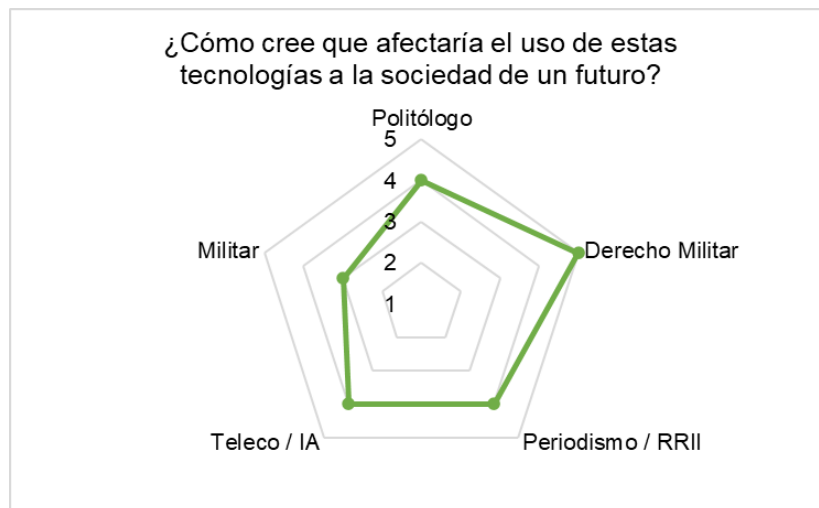 ¿Cómo cree que afectaría el uso de estas
tecnologías a la sociedad de un futuro?
Politólogo
5
4
3
2
1
Militar
Derecho Militar
Teleco / IA
Periodismo / RRII